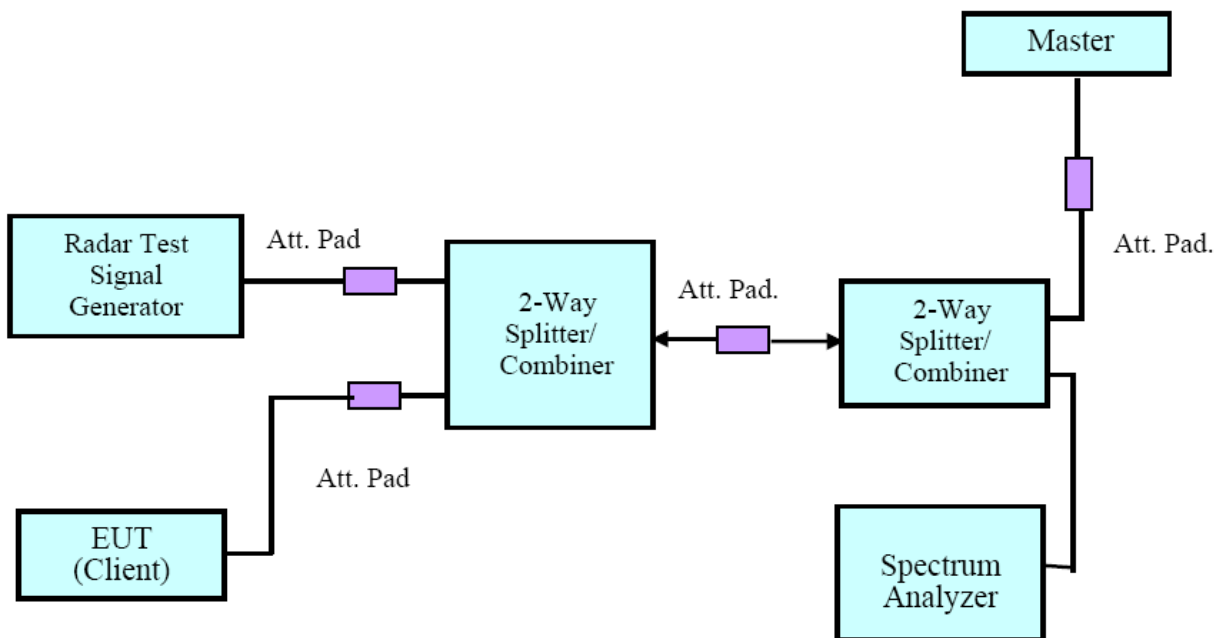 Master
Att. Pad.
Radar Test
Signal
Generator
Att. Pad
2-Way
Splitter/
Combiner
Att. Pad.
2-Way
Splitter/
Combiner
Att. Pad
EUT
(Client)
Spectrum
Analyzer